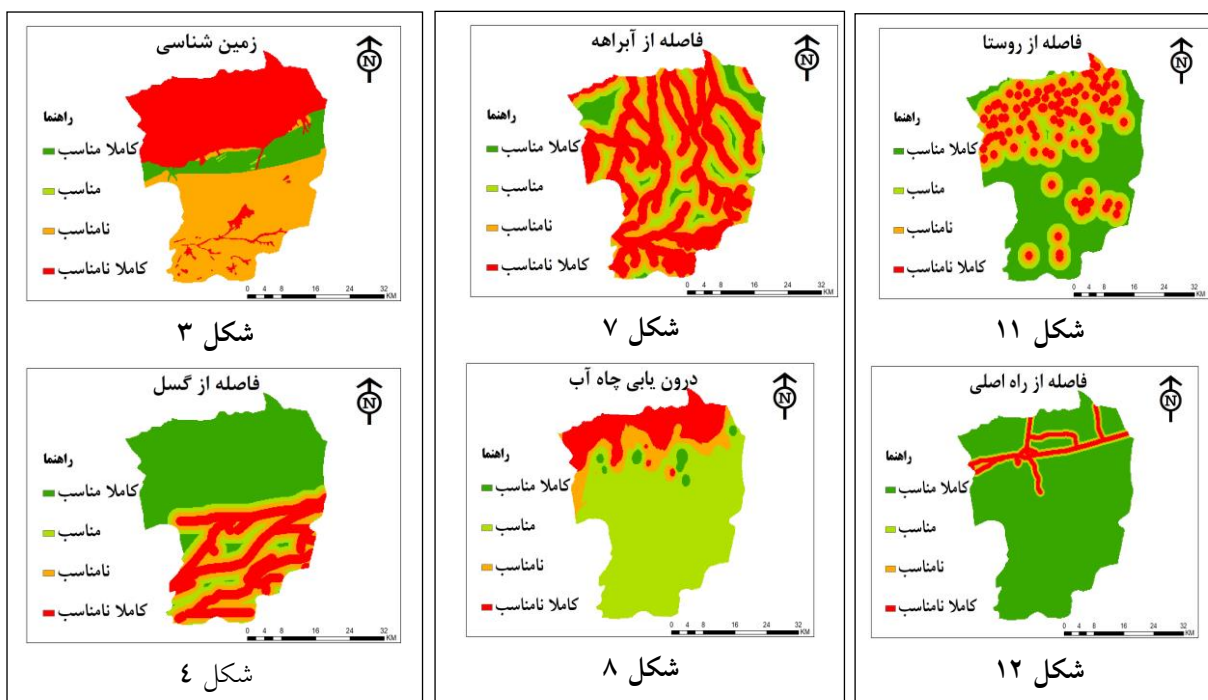 زمین شناسی
N
راهنما
کاملا مناسب
مناسب
نامناسب
کاملا نامناسب
0 4 8 16 24 32
KM
شکل ۳
فاصله از آبراهه
N
راهنما
کاملا مناسب
مناسب
نامناسب
کاملا نامناسب
0 4 8 16 24 32
KM
شکل ۷
فاصله از روستا
N
راهنما
کاملا مناسب
مناسب
نامناسب
کاملا نامناسب
0 4 8 16 24 32
KM
شکل ۱۱
فاصله از گسل
N
راهنما
کاملا مناسب
مناسب
نامناسب
کاملا نامناسب
0 4 8 16 24 32
KM
شکل ٤
درون یابی چاه آب
N
راهنما
کاملا مناسب
مناسب
نامناسب
کاملا نامناسب
0 4 8 16 24 32
KM
شکل ۸
فاصله از راه اصلی
N
راهنما
کاملا مناسب
مناسب
نامناسب
کاملا نامناسب
0 4 8 16 24 32
KM
شکل ۱۲